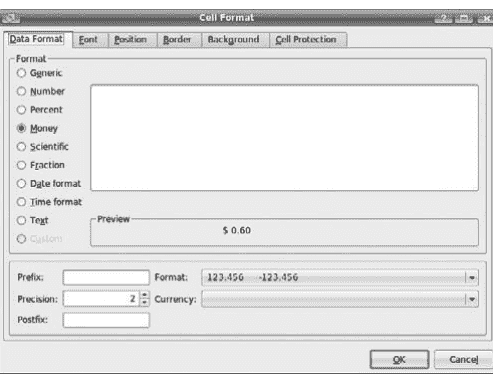 Cell Format
Data Format Font Position Border Background Cell Protection
Format
Generic
Number
Percent
Money
Scientific
Fraction
Date format
Time format
Text
Custom
Preview
$ 0.60
Prefix: Format: 123.456 -123.456
Precision: 2 Currency:
Postfix:
OK Cancel